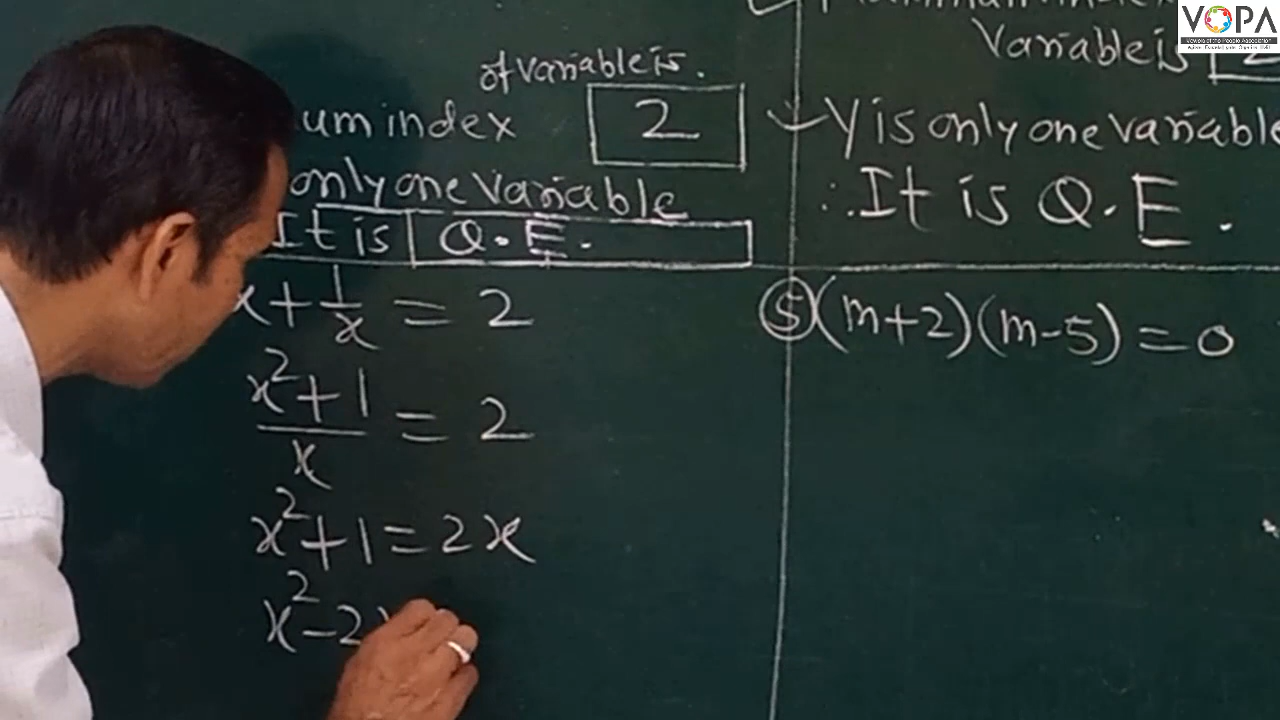 of variable is.
um index 2
only one variable
It is Q. E.
x + 1/x = 2
x² + 1 / x = 2
x² + 1 = 2x
x² - 2x
Variable is 2
Y is only one variable
∴ It is Q. E.
⑤ (m+2)(m-5) = 0
VOPA